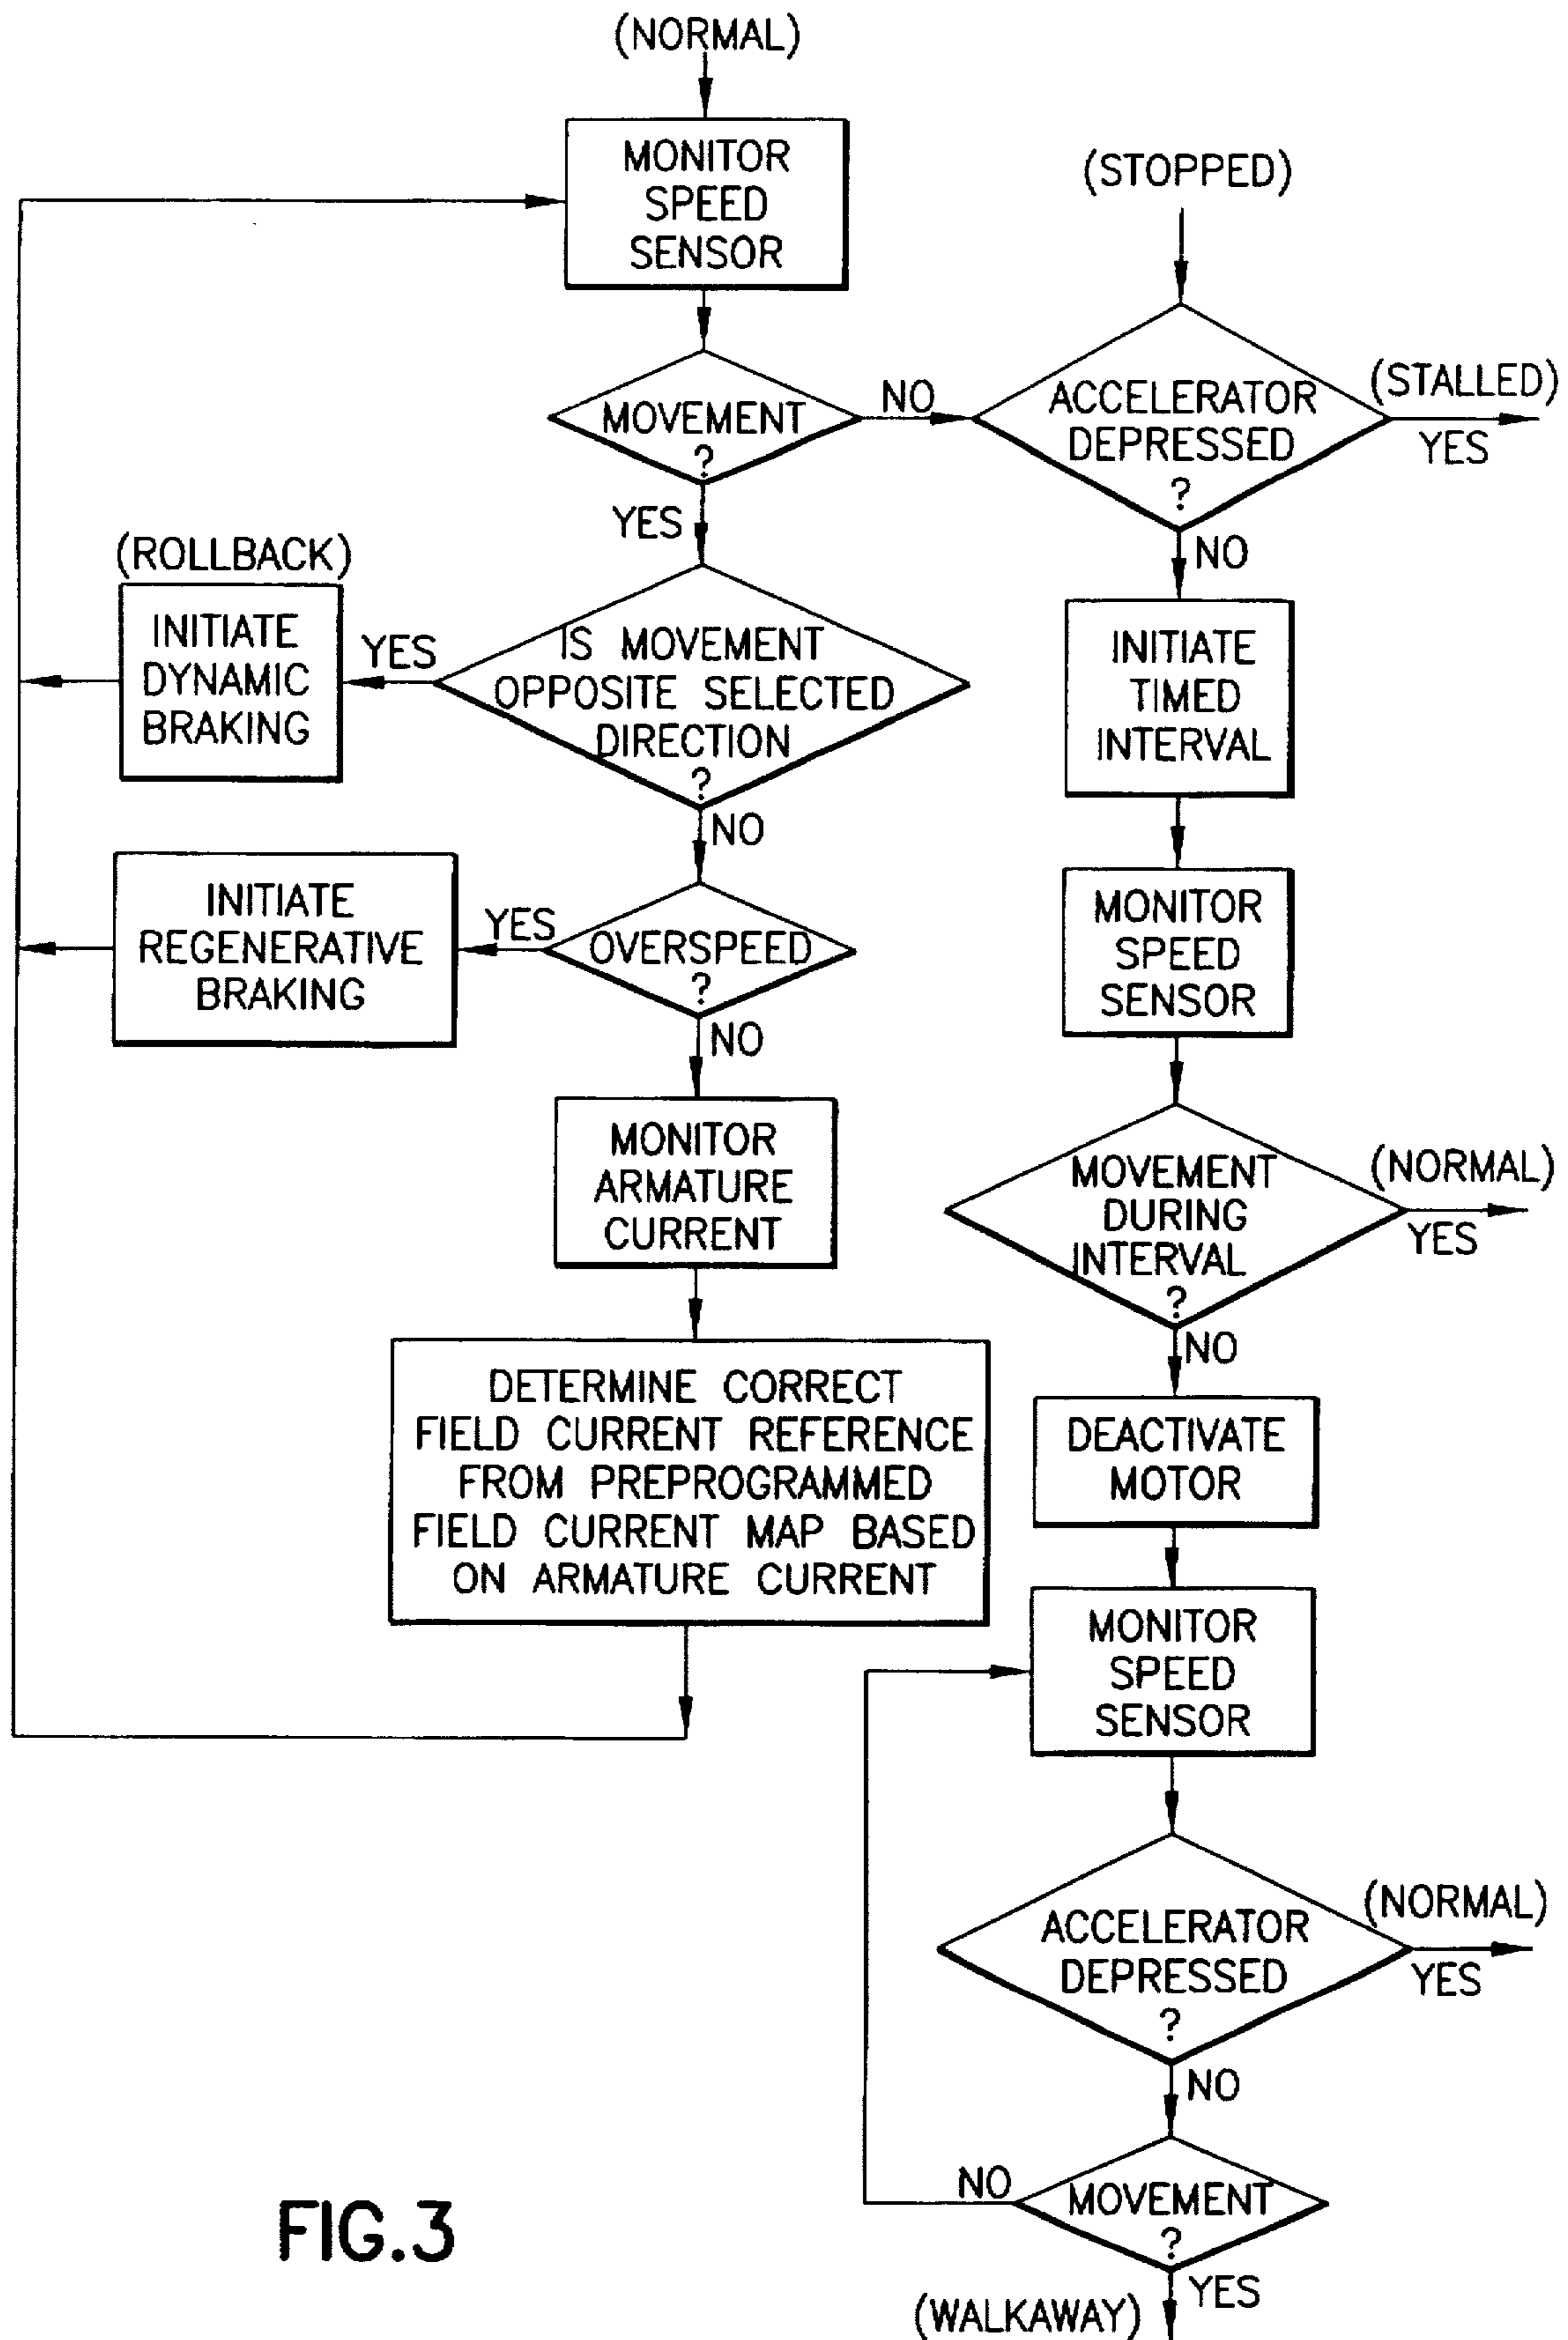 (NORMAL)
MONITOR
SPEED
SENSOR
MOVEMENT
?
NO
YES
(ROLLBACK)
INITIATE
DYNAMIC
BRAKING
YES
IS MOVEMENT
OPPOSITE SELECTED
DIRECTION
?
NO
INITIATE
REGENERATIVE
BRAKING
YES
OVERSPEED
?
NO
MONITOR
ARMATURE
CURRENT
DETERMINE CORRECT
FIELD CURRENT REFERENCE
FROM PREPROGRAMMED
FIELD CURRENT MAP BASED
ON ARMATURE CURRENT
(STOPPED)
ACCELERATOR
DEPRESSED
?
(STALLED)
YES
NO
INITIATE
TIMED
INTERVAL
MONITOR
SPEED
SENSOR
MOVEMENT
DURING
INTERVAL
?
(NORMAL)
YES
NO
DEACTIVATE
MOTOR
MONITOR
SPEED
SENSOR
ACCELERATOR
DEPRESSED
?
(NORMAL)
YES
NO
NO
MOVEMENT
?
YES
(WALKAWAY)
FIG.3